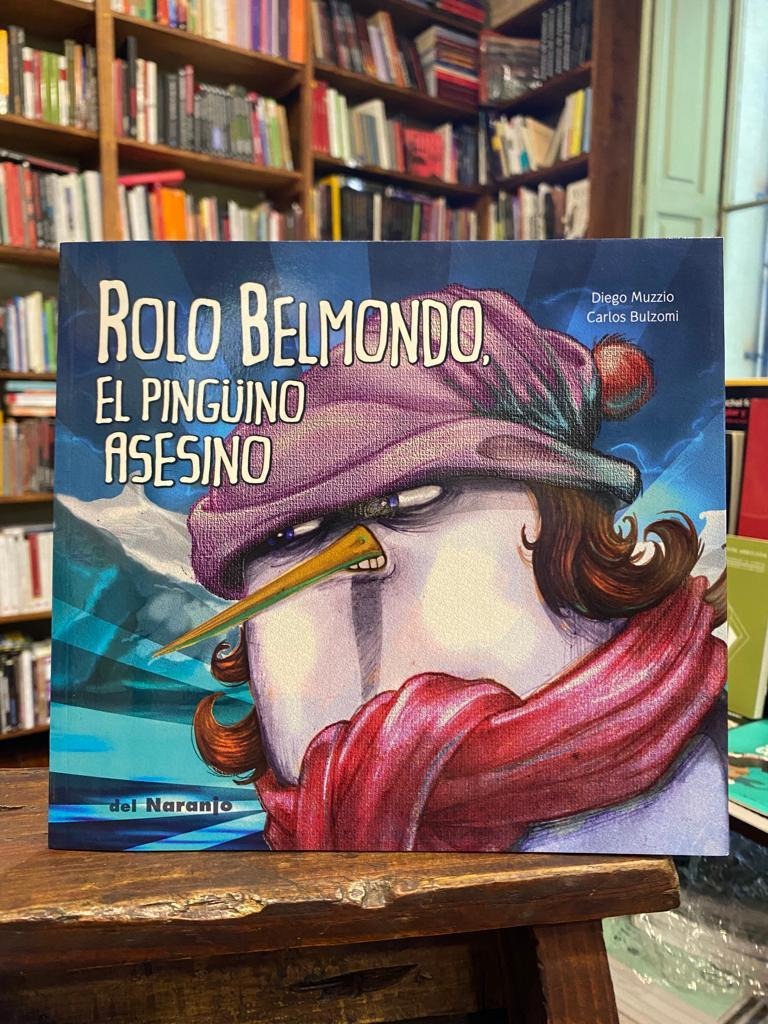 ROLO BELMONDO,
EL PINGÜINO
ASESINO
Diego Muzzio
Carlos Bulzomi
del Naranjo